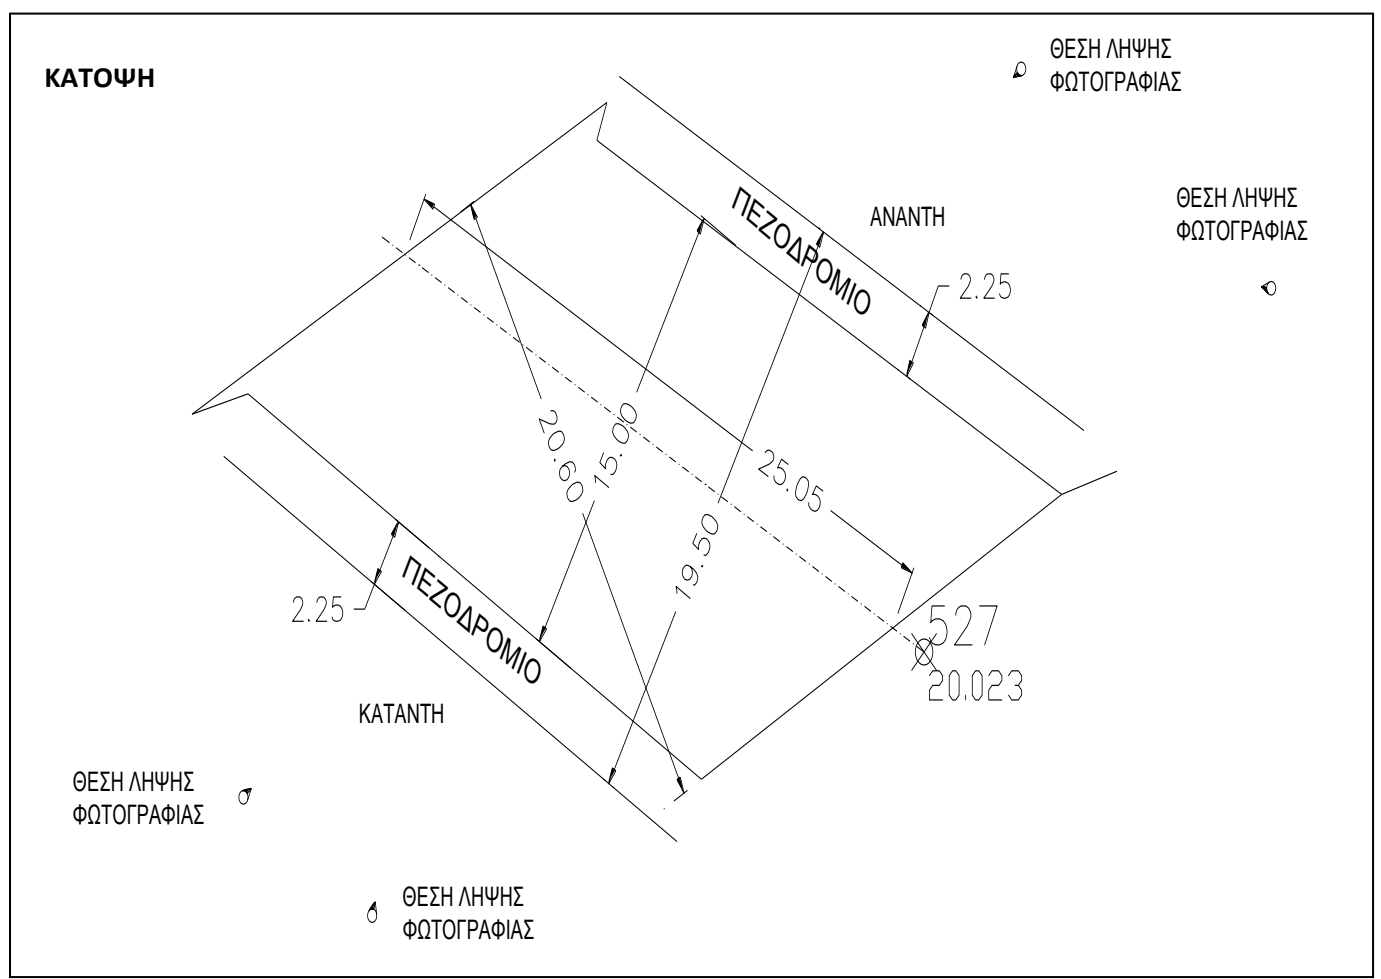 ΚΑΤΟΨΗ
ΘΕΣΗ ΛΗΨΗΣ
ΦΩΤΟΓΡΑΦΙΑΣ
ΠΕΖΟΔΡΟΜΙΟ
ΑΝΑΝΤΗ
ΘΕΣΗ ΛΗΨΗΣ
ΦΩΤΟΓΡΑΦΙΑΣ
2.25
20.60
15.00
25.05
19.50
2.25
ΠΕΖΟΔΡΟΜΙΟ
527
20.023
ΚΑΤΑΝΤΗ
ΘΕΣΗ ΛΗΨΗΣ
ΦΩΤΟΓΡΑΦΙΑΣ
ΘΕΣΗ ΛΗΨΗΣ
ΦΩΤΟΓΡΑΦΙΑΣ